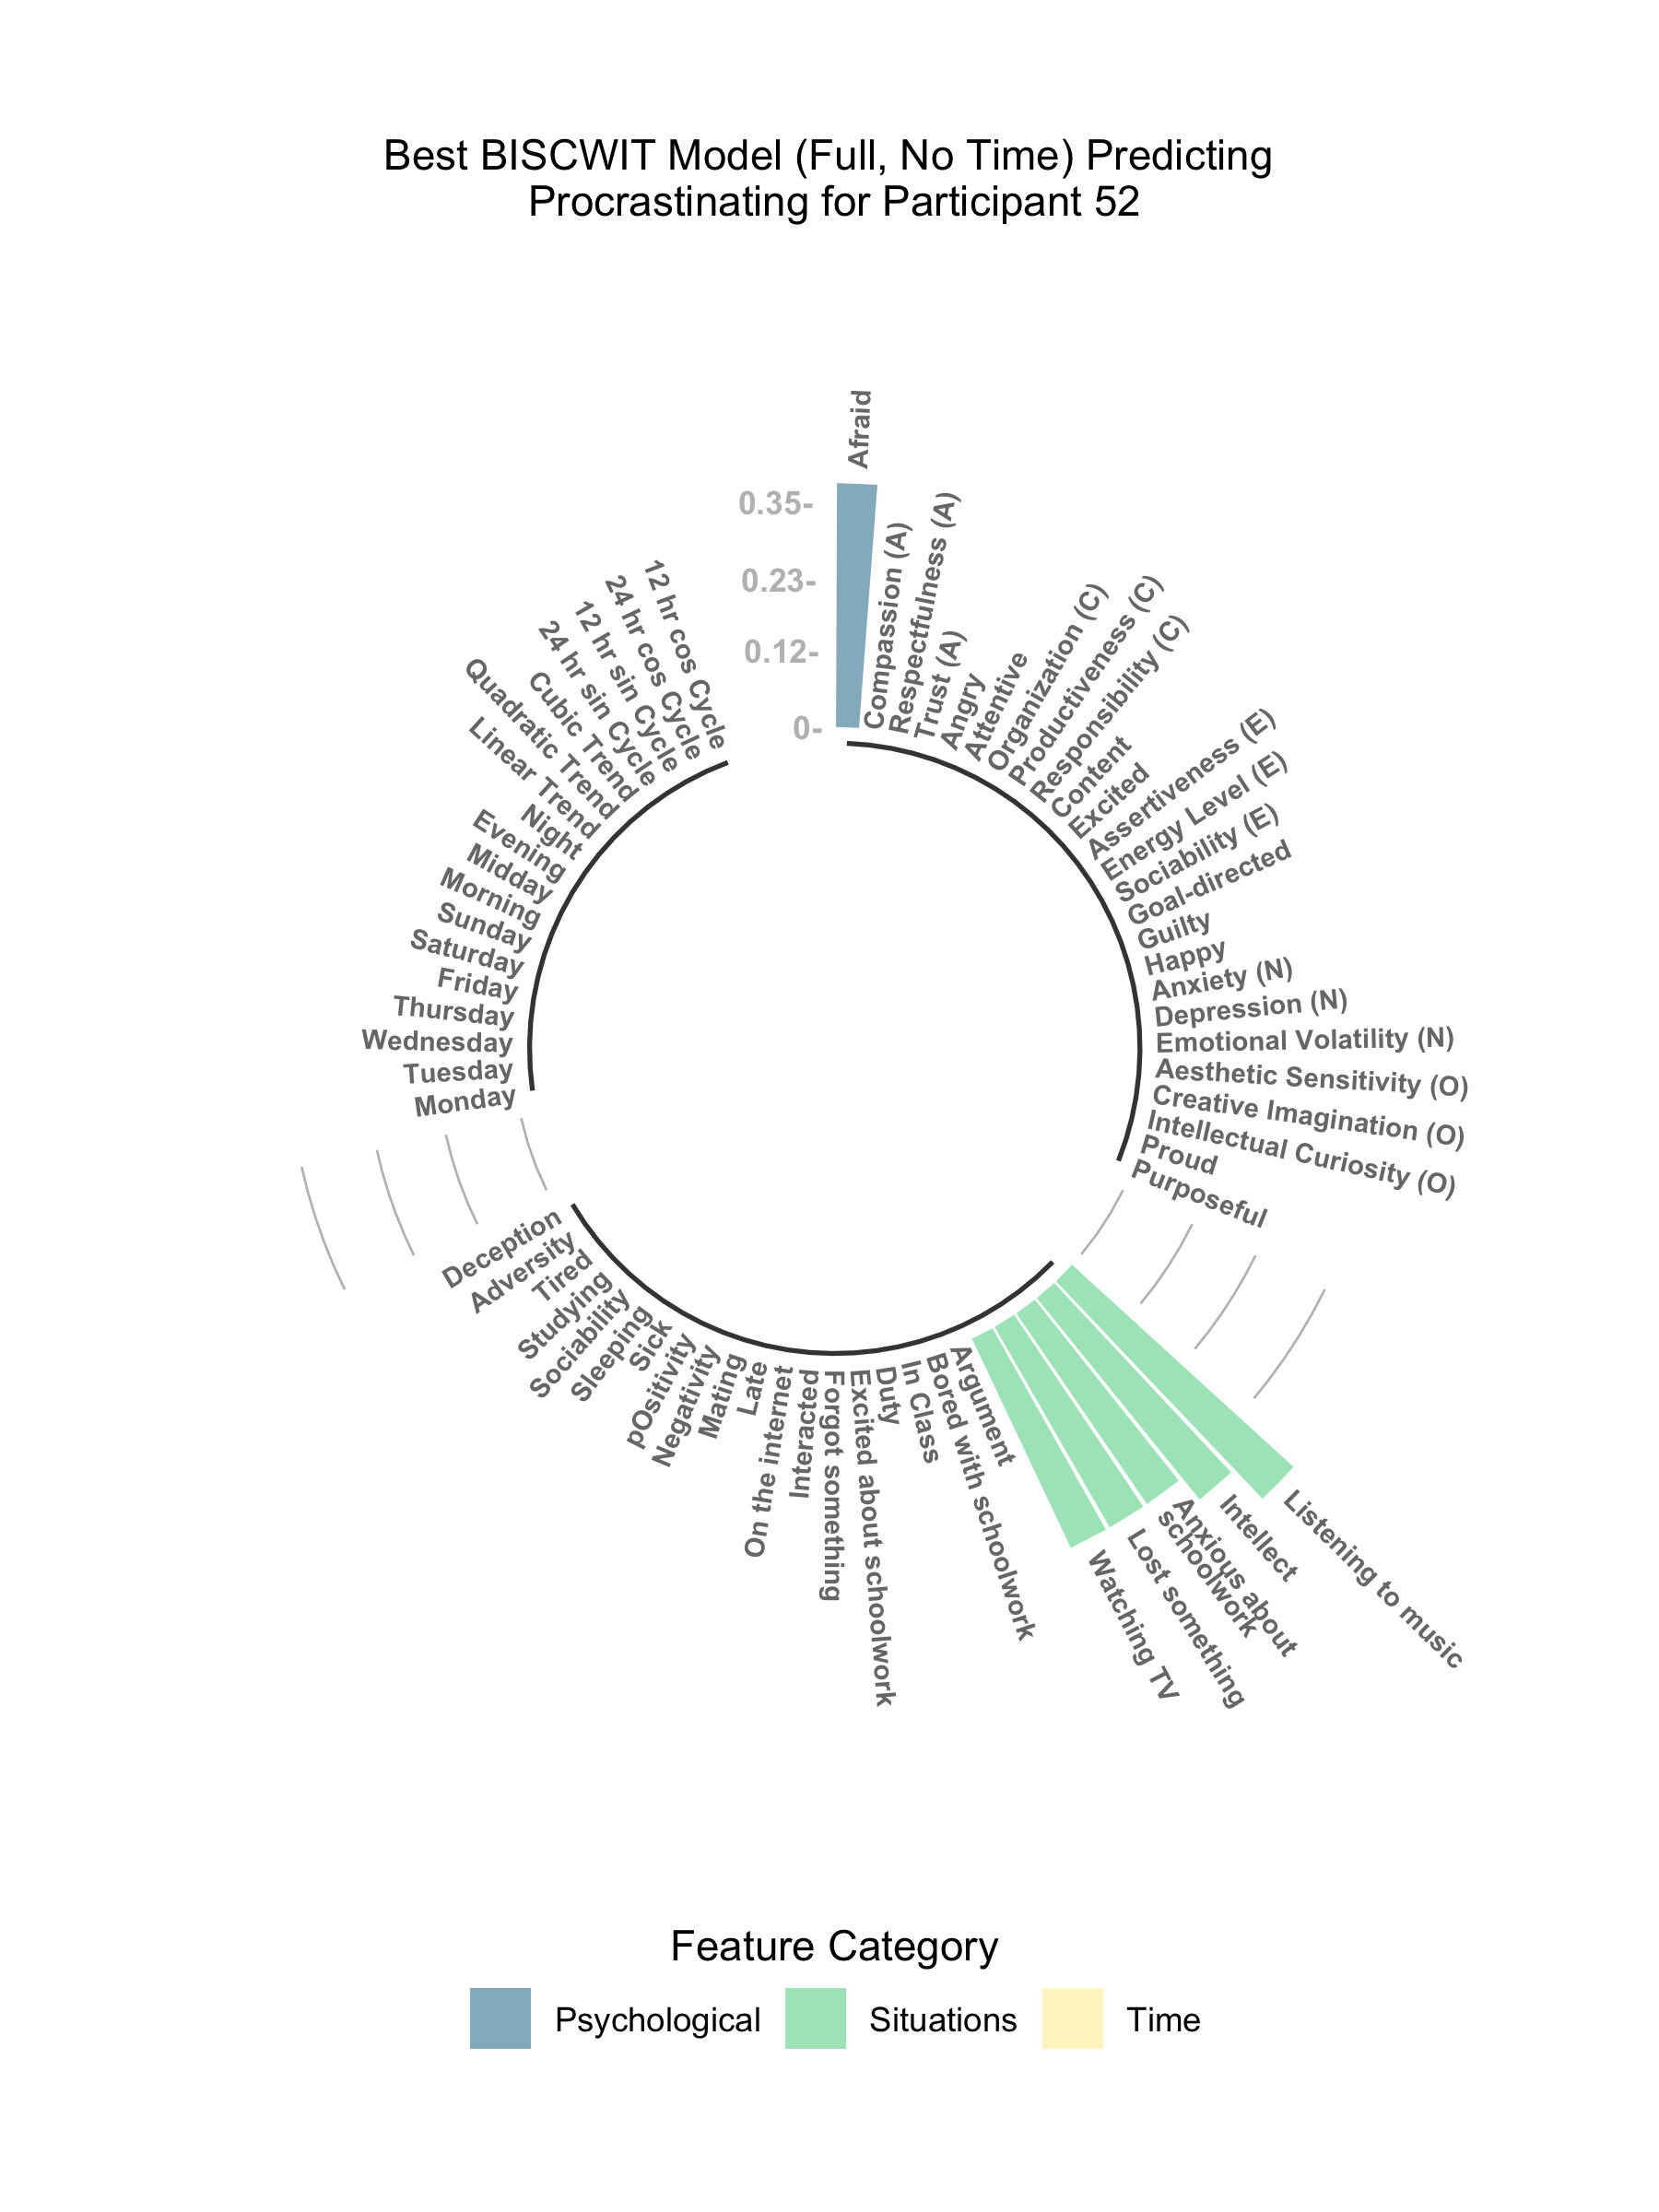 Best BISCWIT Model (Full, No Time) Predicting
Procrastinating for Participant 52
0.35-
0.23-
0.12-
0-
Afraid
Compassion (A)
Respectfulness (A)
Trust (A)
Angry
Attentive
Organization (C)
Productiveness (C)
Responsibility (C)
Content
Excited
Assertiveness (E)
Energy Level (E)
Sociability (E)
Goal-directed
Guilty
Happy
Anxiety (N)
Depression (N)
Emotional Volatility (N)
Aesthetic Sensitivity (O)
Creative Imagination (O)
Intellectual Curiosity (O)
Proud
Purposeful
Listening to music
Intellect
Anxious about
schoolwork
Lost something
Watching TV
Argument
Bored with schoolwork
In Class
Duty
Excited about schoolwork
Forgot something
Interacted
On the internet
Late
Mating
Negativity
pOsitivity
Sick
Sleeping
Sociability
Studying
Tired
Adversity
Deception
Monday
Tuesday
Wednesday
Thursday
Friday
Saturday
Sunday
Morning
Midday
Evening
Night
Linear Trend
Quadratic Trend
Cubic Trend
24 hr sin Cycle
12 hr sin Cycle
24 hr cos Cycle
12 hr cos Cycle
Feature Category
Psychological
Situations
Time